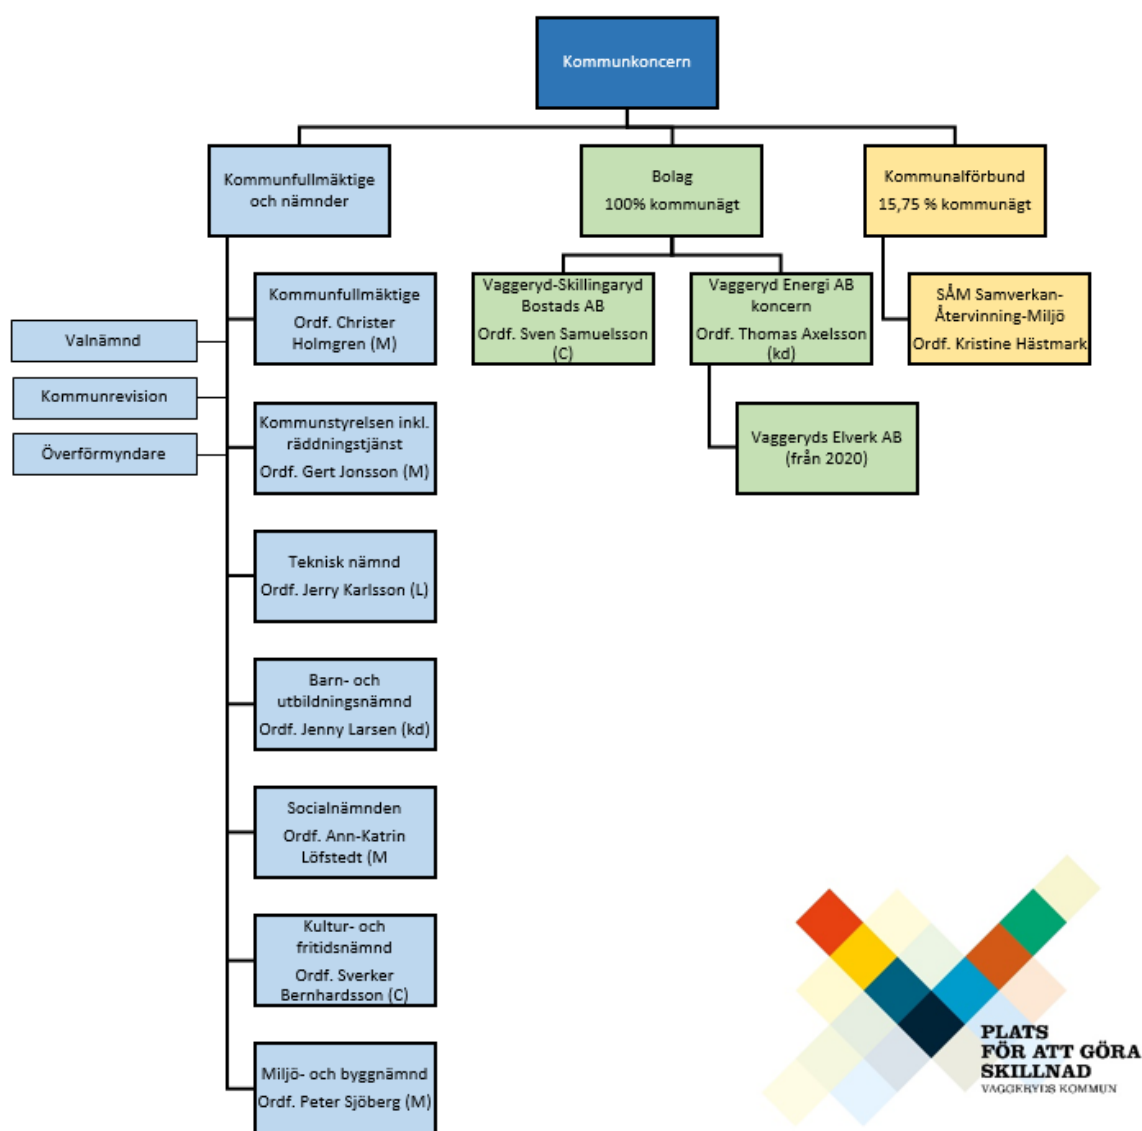 Kommunkoncern
Kommunfullmäktige
och nämnder
Bolag
100% kommunägt
Kommunalförbund
15,75 % kommunägt
Kommunfullmäktige
Ordf. Christer
Holmgren (M)
Valnämnd
Kommunrevision
Överförmyndare
Kommunstyrelsen inkl.
räddningstjänst
Ordf. Gert Jonsson (M)
Teknisk nämnd
Ordf. Jerry Karlsson (L)
Barn- och
utbildningsnämnd
Ordf. Jenny Larsen (kd)
Socialnämnden
Ordf. Ann-Katrin
Löfstedt (M
Kultur- och
fritidsnämnd
Ordf. Sverker
Bernhardsson (C)
Miljö- och byggnämnd
Ordf. Peter Sjöberg (M)
Vaggeryd-Skillingaryd
Bostads AB
Ordf. Sven Samuelsson
(C)
Vaggeryd Energi AB
koncern
Ordf. Thomas Axelsson
(kd)
Vaggeryds Elverk AB
(från 2020)
SÅM Samverkan-
Återvinning-Miljö
Ordf. Kristine Hästmark
PLATS
FÖR ATT GÖRA
SKILLNAD
VAGGERYDS KOMMUN